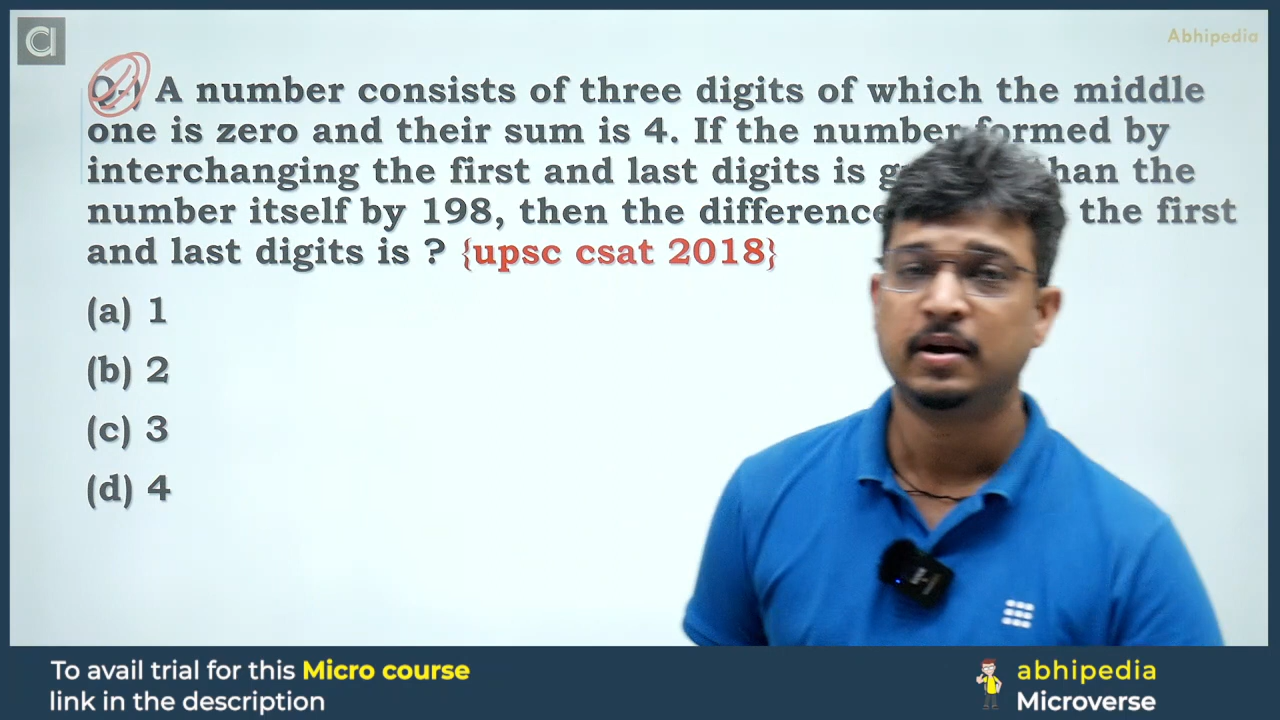 Abhipedia
Q-) A number consists of three digits of which the middle
one is zero and their sum is 4. If the number formed by
interchanging the first and last digits is than the
number itself by 198, then the difference the first
and last digits is ? {upsc csat 2018}
(a) 1
(b) 2
(c) 3
(d) 4
To avail trial for this Micro course
link in the description
abhipedia
Microverse